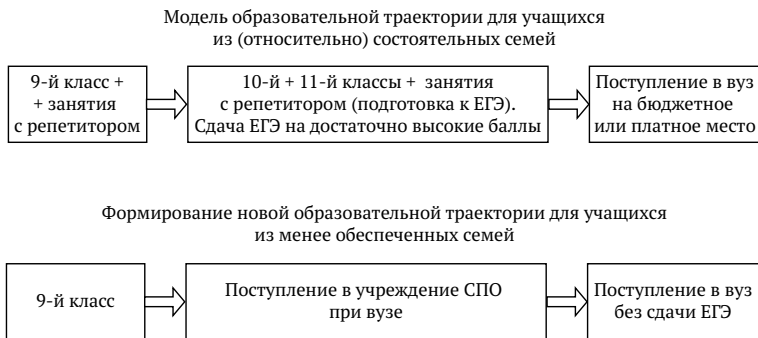 Модель образовательной траектории для учащихся
из (относительно) состоятельных семей
9-й класс +
+ занятия
с репетитором
10-й + 11-й классы + занятия
с репетитором (подготовка к ЕГЭ).
Сдача ЕГЭ на достаточно высокие баллы
Поступление в вуз
на бюджетное
или платное место
Формирование новой образовательной траектории для учащихся
из менее обеспеченных семей
9-й класс
Поступление в учреждение СПО
при вузе
Поступление в вуз
без сдачи ЕГЭ